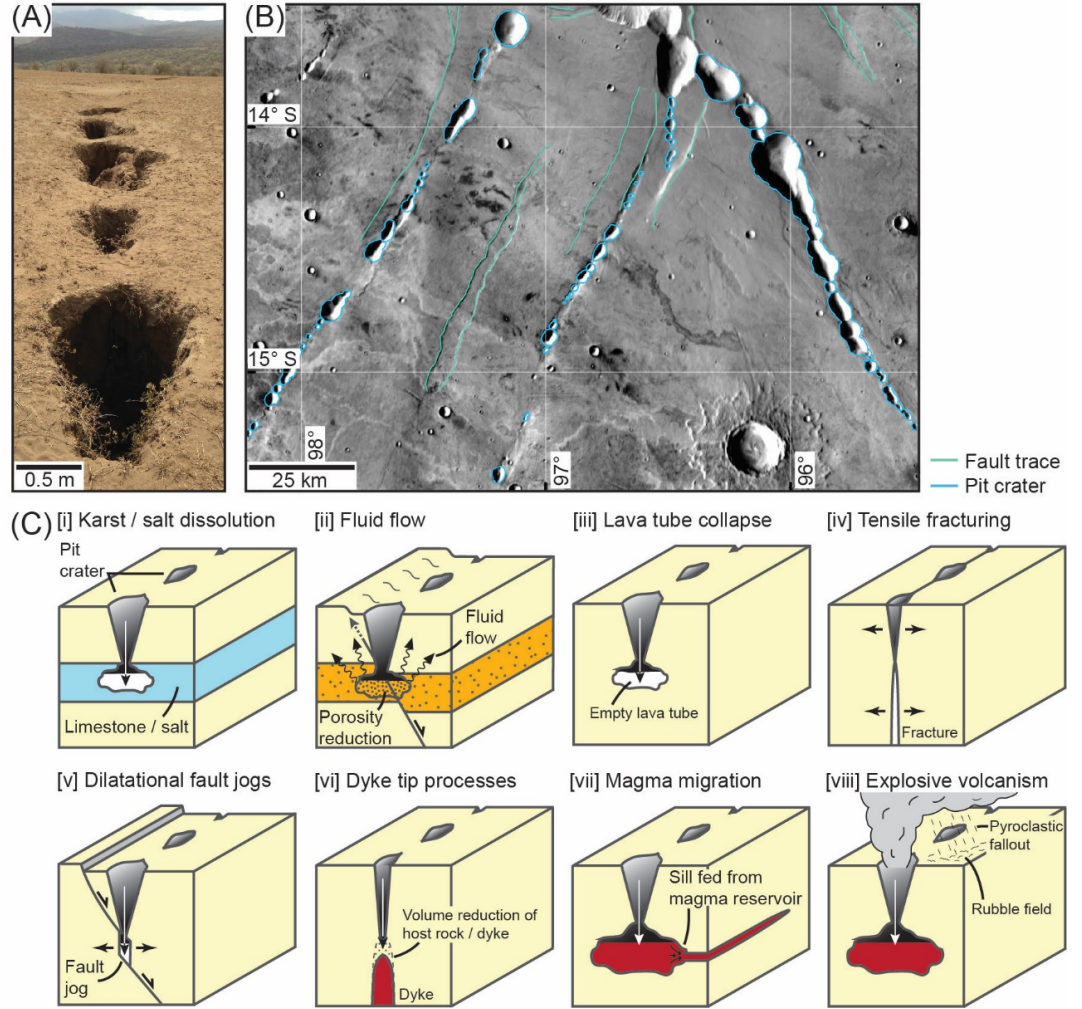 (A)
0.5 m
(B)
14° S
15° S
98°
97°
96°
25 km
Fault trace
Pit crater
(C)
[i] Karst / salt dissolution
Pit
crater
Limestone / salt
[ii] Fluid flow
Fluid
flow
Porosity
reduction
[iii] Lava tube collapse
Empty lava tube
[iv] Tensile fracturing
Fracture
[v] Dilatational fault jogs
Fault
jog
[vi] Dyke tip processes
Volume reduction of
host rock / dyke
Dyke
[vii] Magma migration
Sill fed from
magma reservoir
[viii] Explosive volcanism
Pyroclastic
fallout
Rubble field